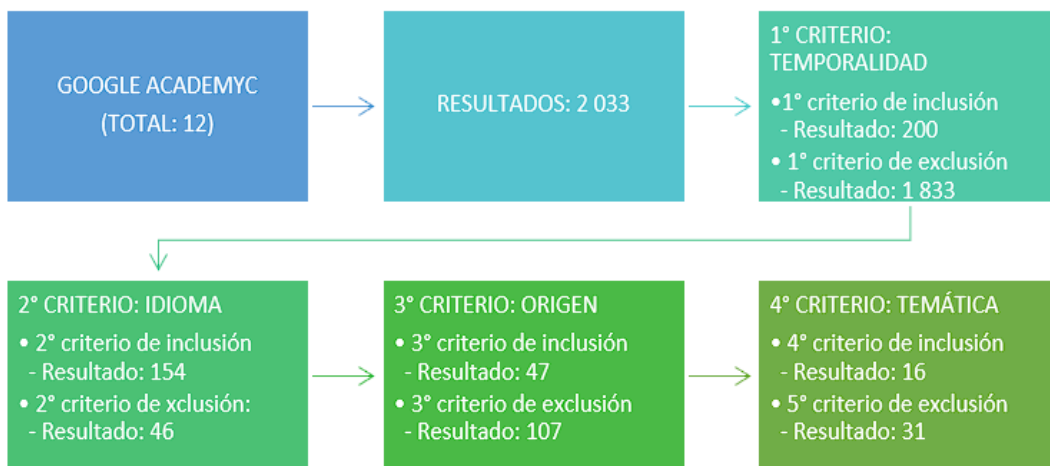 GOOGLE ACADEMYC
(TOTAL: 12)
RESULTADOS: 2 033
1° CRITERIO:
TEMPORALIDAD
•1° criterio de inclusión
- Resultado: 200
• 1° criterio de exclusión
- Resultado: 1 833
2° CRITERIO: IDIOMA
• 2° criterio de inclusión
- Resultado: 154
• 2° criterio de xclusión:
- Resultado: 46
3° CRITERIO: ORIGEN
• 3° criterio de inclusión
- Resultado: 47
• 3° criterio de exclusión
- Resultado: 107
4° CRITERIO: TEMÁTICA
• 4° criterio de inclusión
- Resultado: 16
• 5° criterio de exclusión
- Resultado: 31